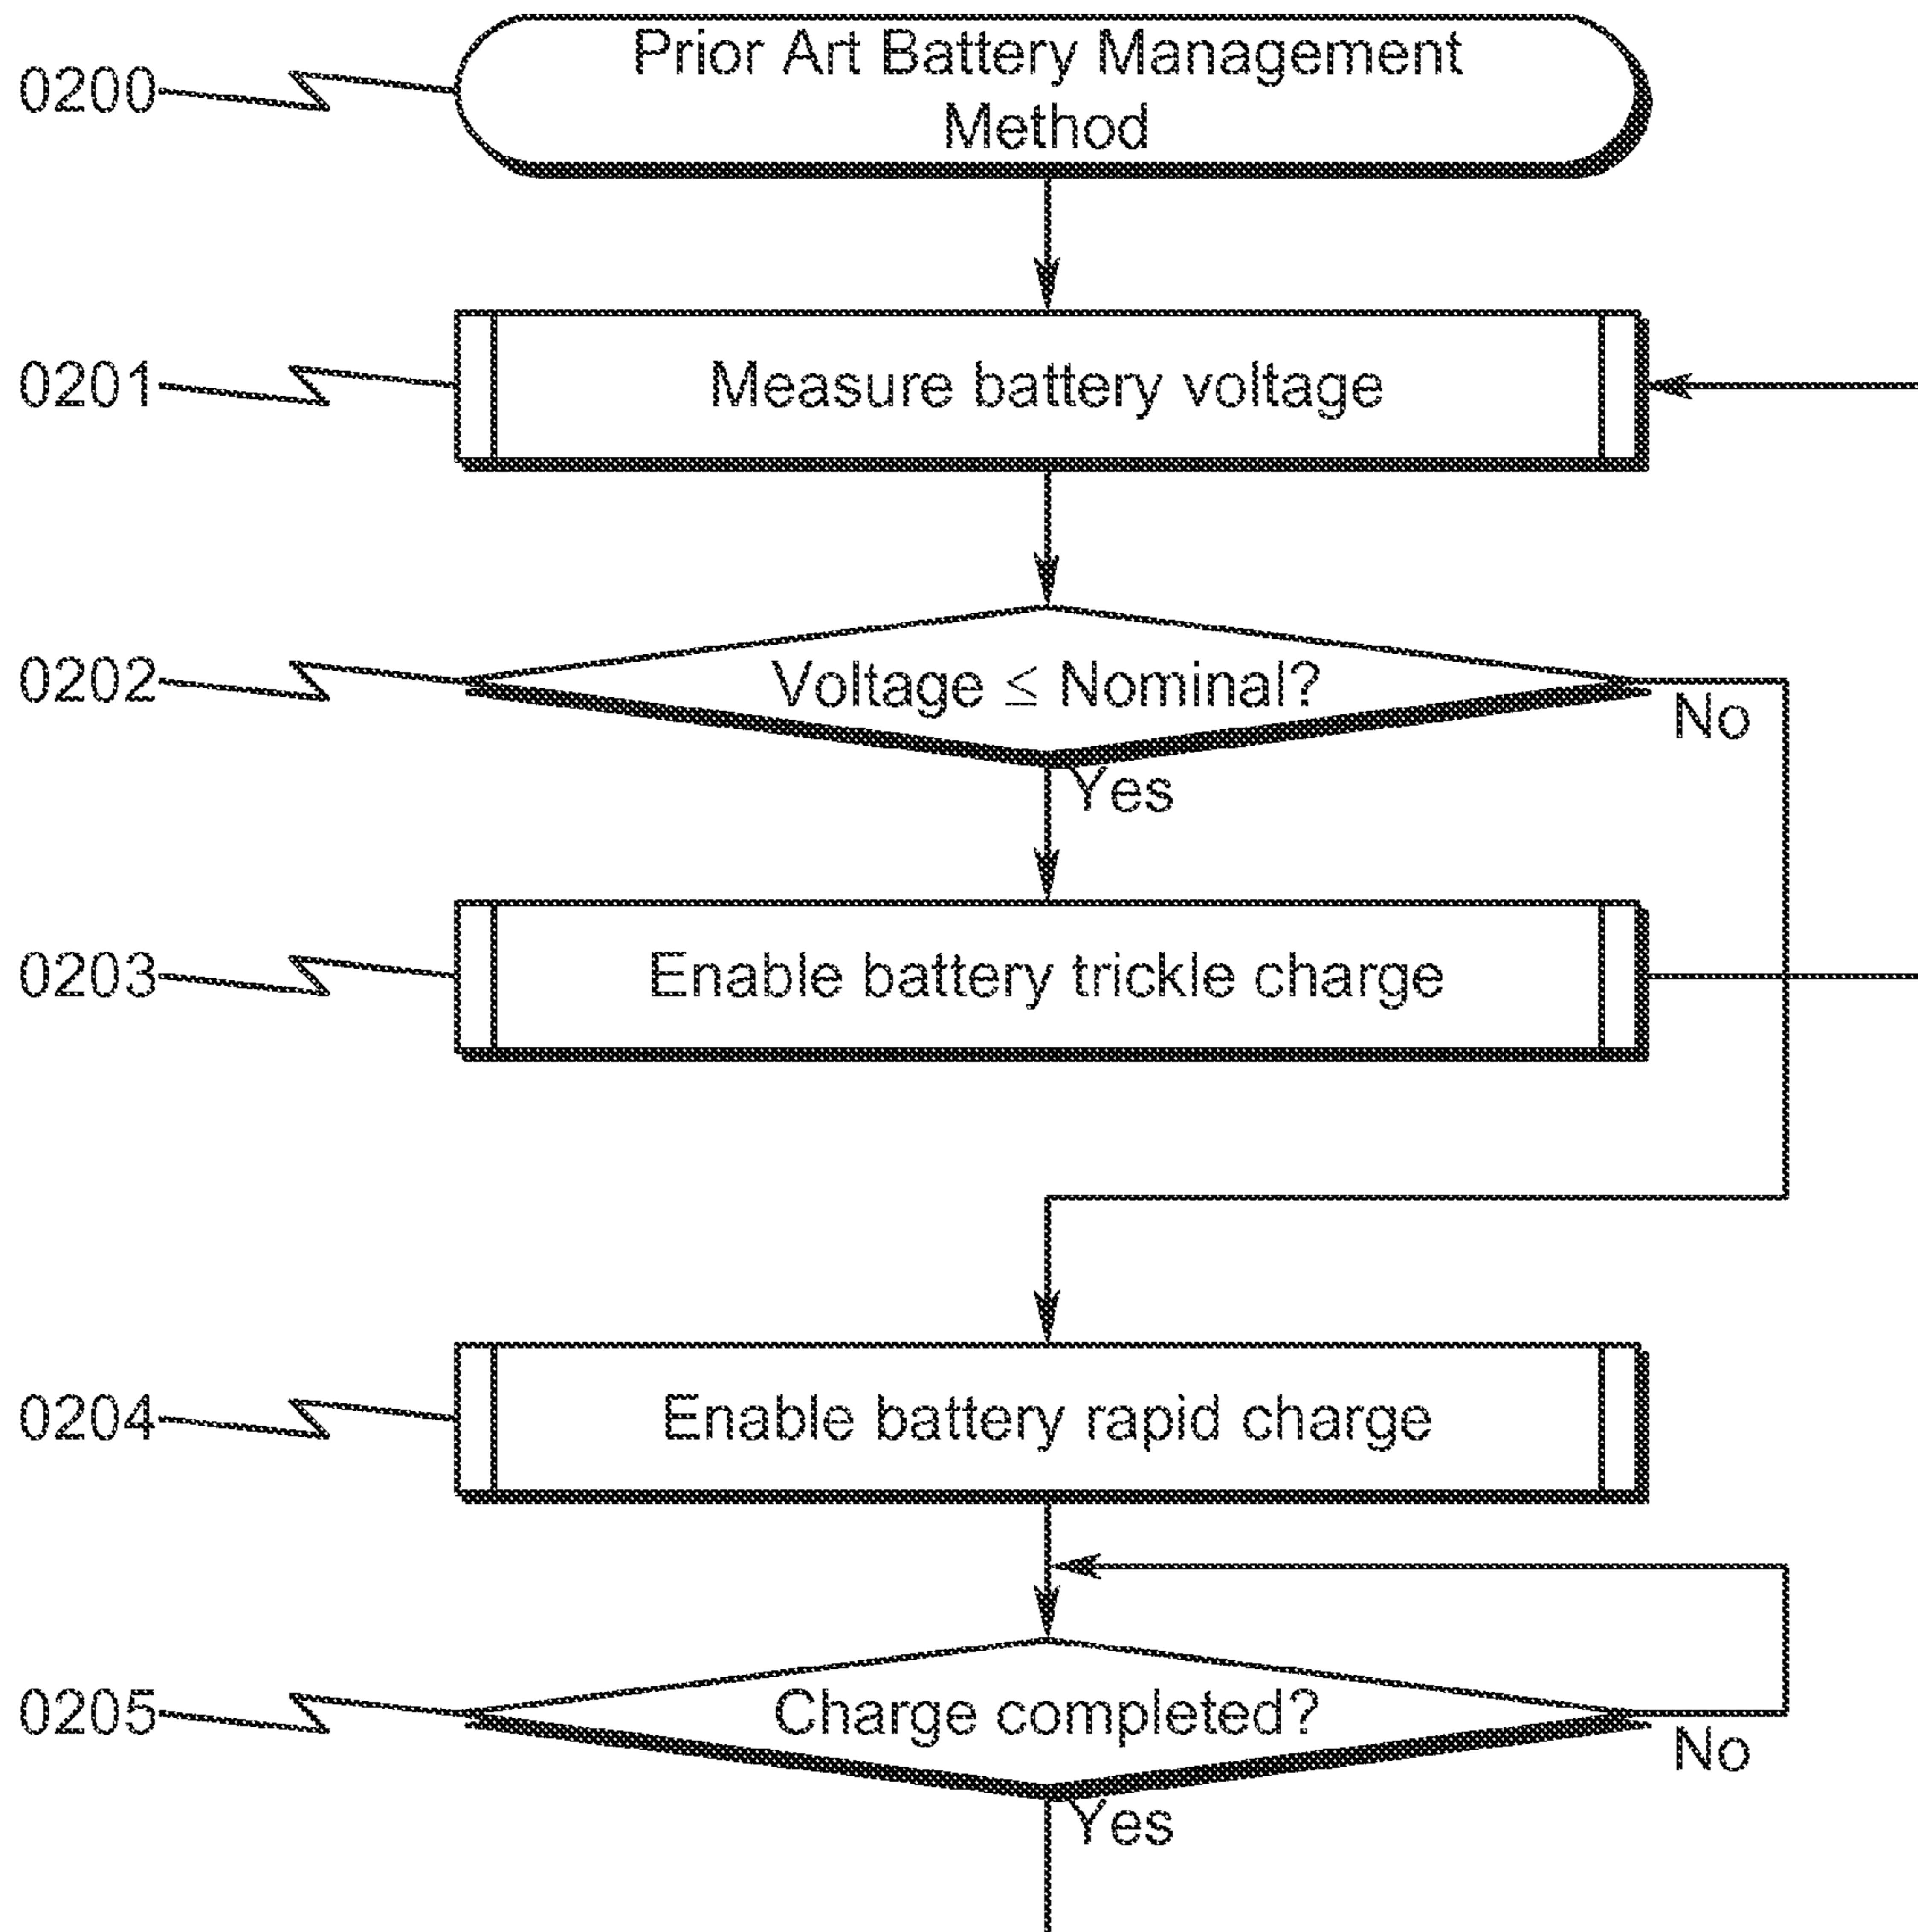 0200
Prior Art Battery Management
Method
0201
Measure battery voltage
0202
Voltage ≤ Nominal?
No
Yes
0203
Enable battery trickle charge
0204
Enable battery rapid charge
0205
Charge completed?
No
Yes